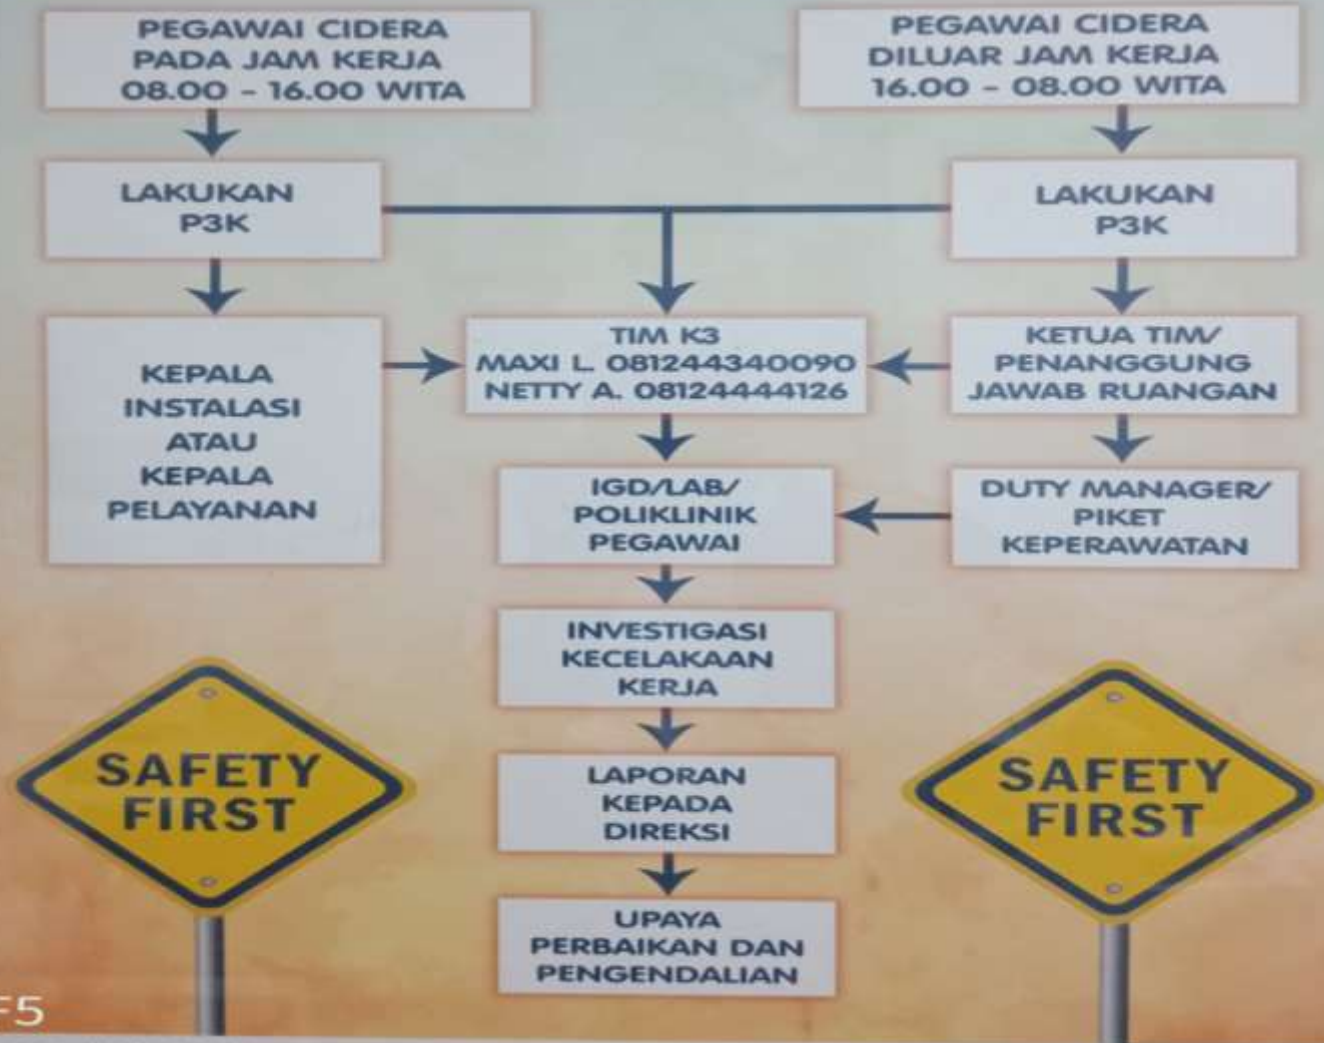 PEGAWAI CIDERA
PADA JAM KERJA
08.00 - 16.00 WITA
PEGAWAI CIDERA
DILUAR JAM KERJA
16.00 - 08.00 WITA
LAKUKAN
P3K
LAKUKAN
P3K
KEPALA
INSTALASI
ATAU
KEPALA
PELAYANAN
TIM K3
MAXI L. 081244340090
NETTY A. 08124444126
KETUA TIM/
PENANGGUNG
JAWAB RUANGAN
IGD/LAB/
POLIKLINIK
PEGAWAI
DUTY MANAGER/
PIKET
KEPERAWATAN
INVESTIGASI
KECELAKAAN
KERJA
LAPORAN
KEPADA
DIREKSI
UPAYA
PERBAIKAN DAN
PENGENDALIAN
SAFETY
FIRST
SAFETY
FIRST
F5